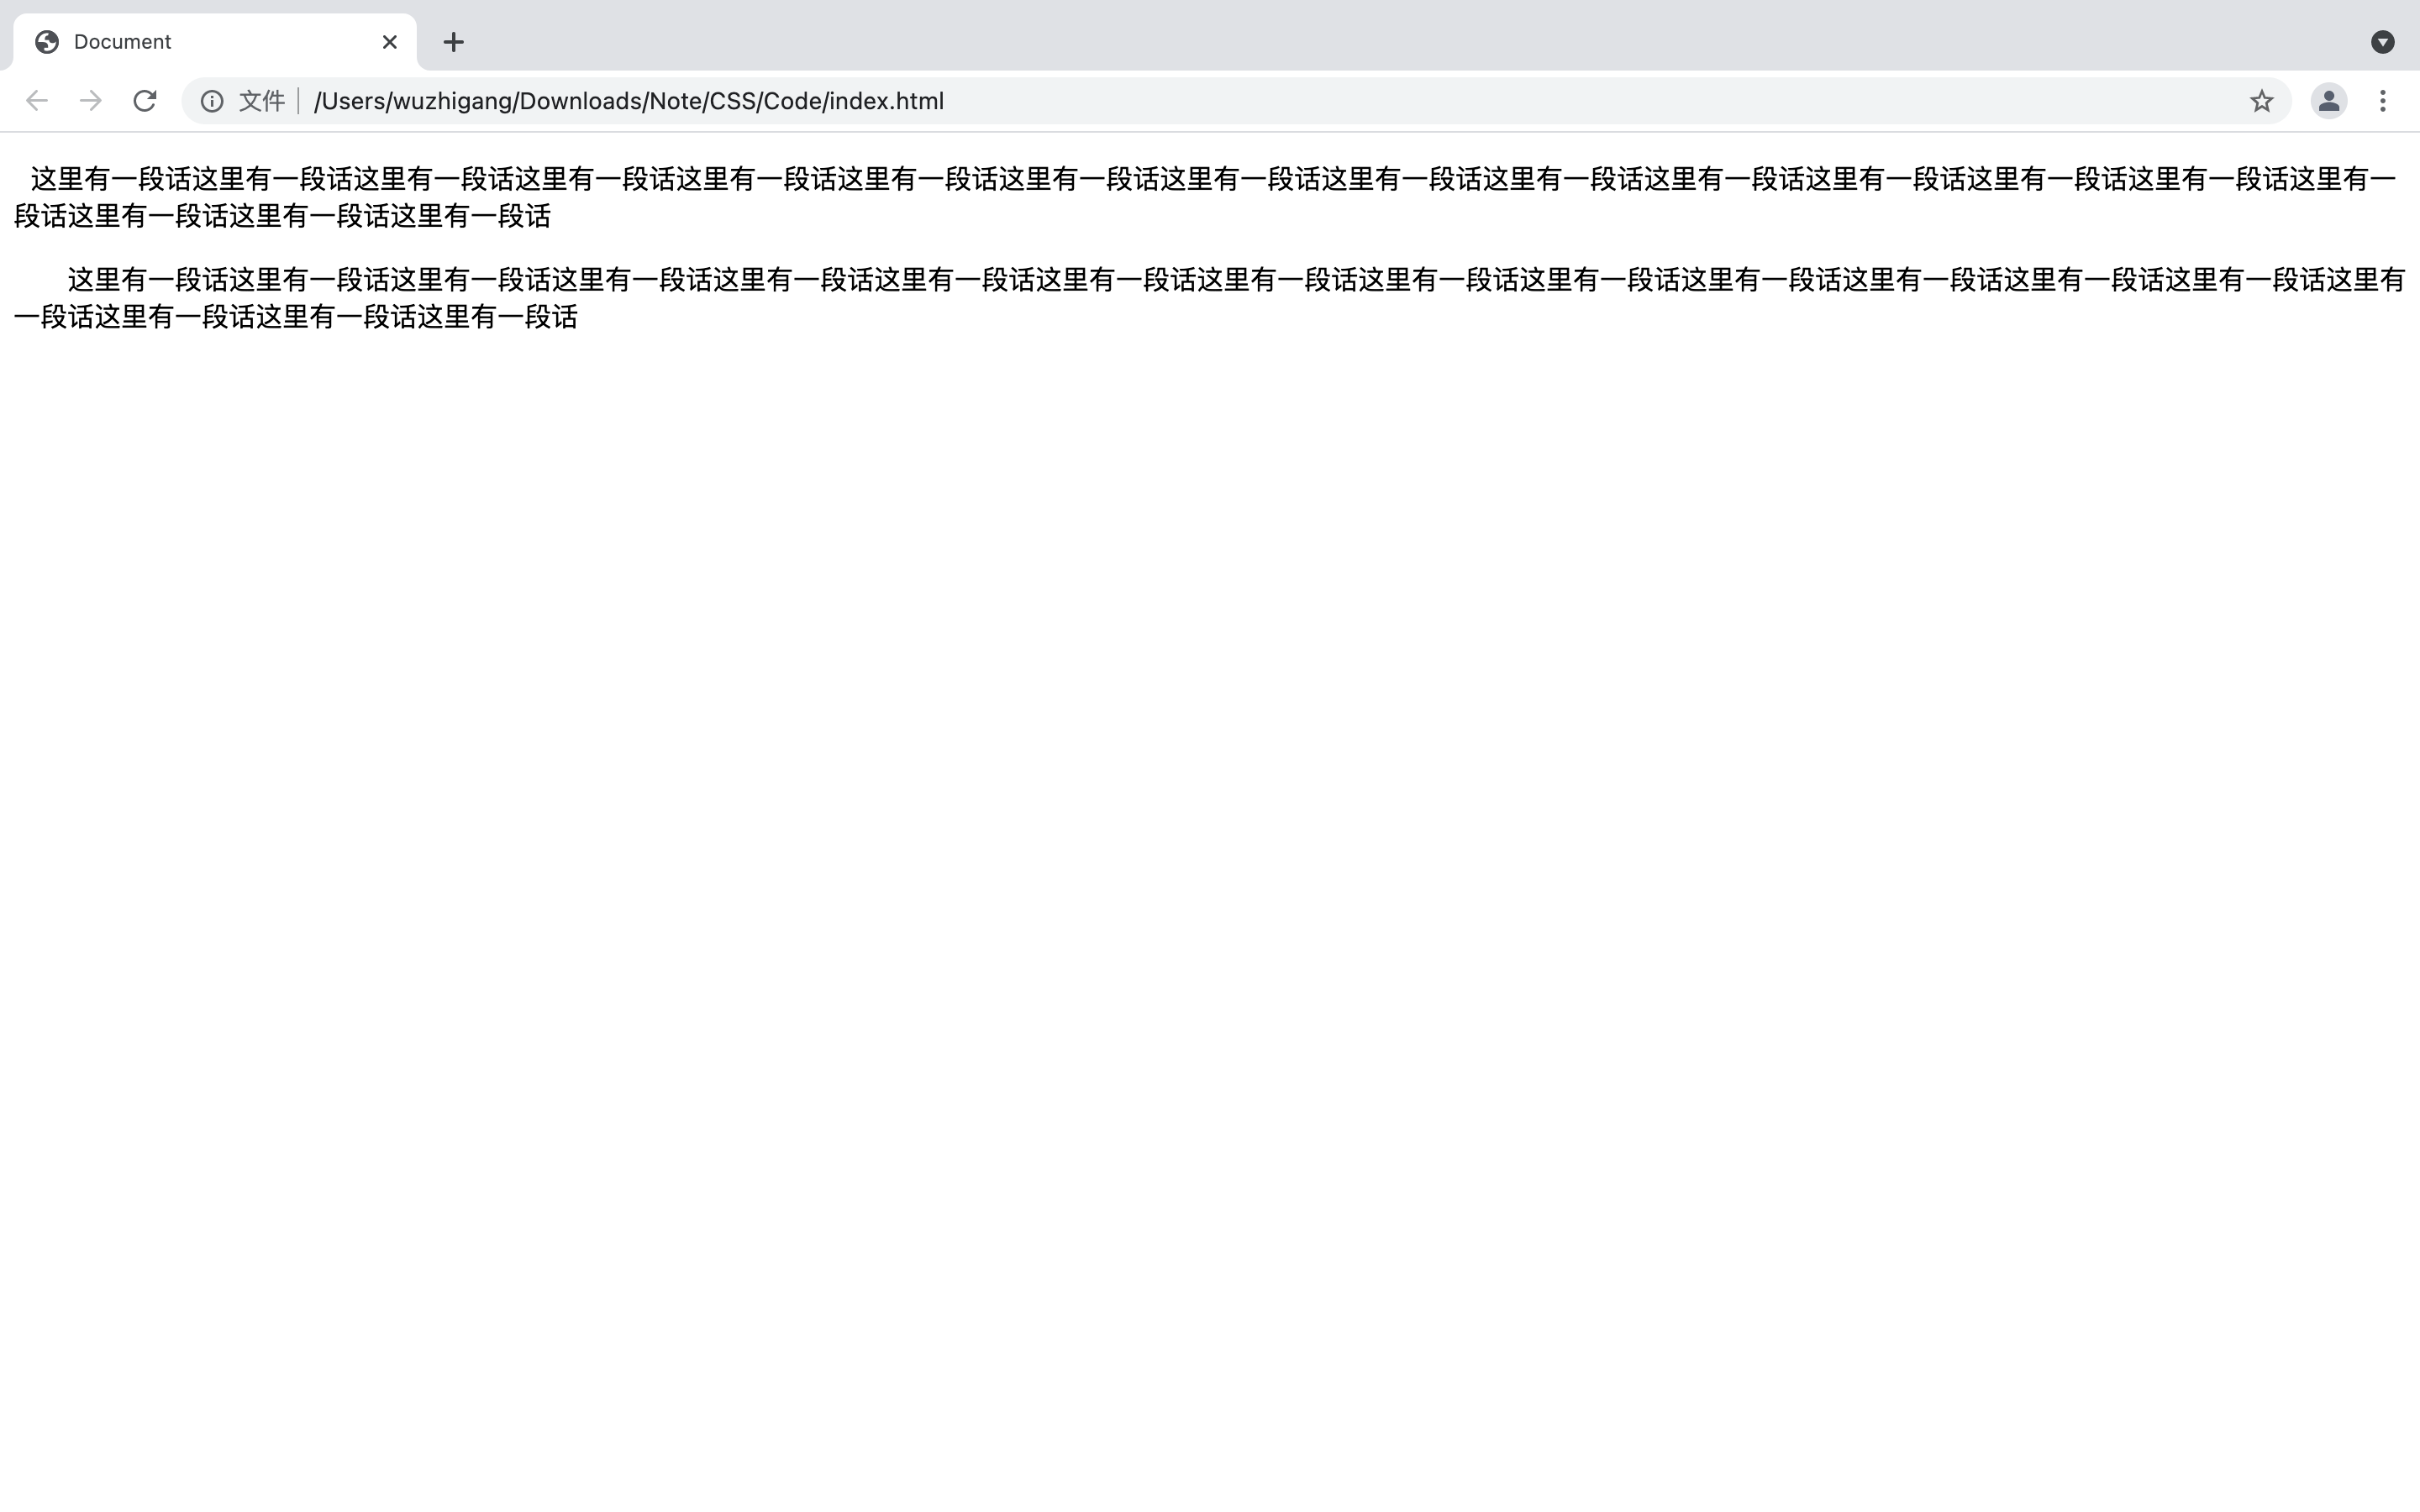 Document
文件
/Users/wuzhigang/Downloads/Note/CSS/Code/index.html
这里有一段话这里有一段话这里有一段话这里有一段话这里有一段话这里有一段话这里有一段话这里有一段话这里有一段话这里有一段话这里有一段话这里有一段话这里有一段话这里有一段话这里有一
段话这里有一段话这里有一段话这里有一段话
这里有一段话这里有一段话这里有一段话这里有一段话这里有一段话这里有一段话这里有一段话这里有一段话这里有一段话这里有一段话这里有一段话这里有一段话这里有一段话这里有一段话这里有
一段话这里有一段话这里有一段话这里有一段话